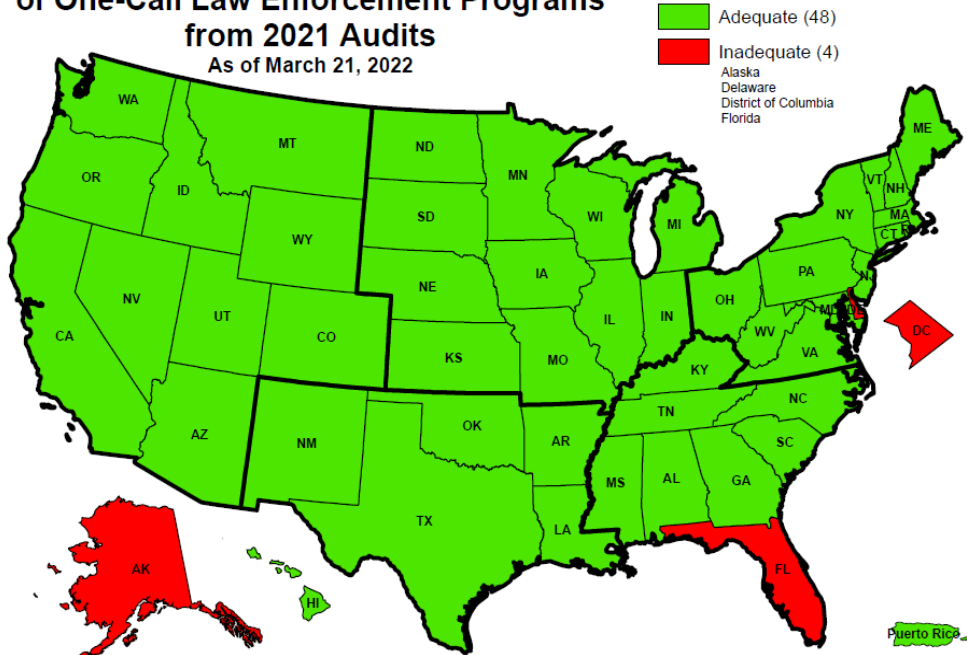 of One-Call Law Enforcement Programs
from 2021 Audits
As of March 21, 2022
Adequate (48)
Inadequate (4)
Alaska
Delaware
District of Columbia
Florida
WA
MT
ND
MN
ME
OR
ID
SD
WI
MI
VT
NH
NY
MA
CT
WY
IA
PA
NE
NV
UT
CO
IL
IN
OH
WV
VA
DC
CA
KS
MO
KY
NC
TN
AZ
NM
OK
AR
SC
MS
AL
GA
TX
LA
AK
HI
FL
Puerto Rico